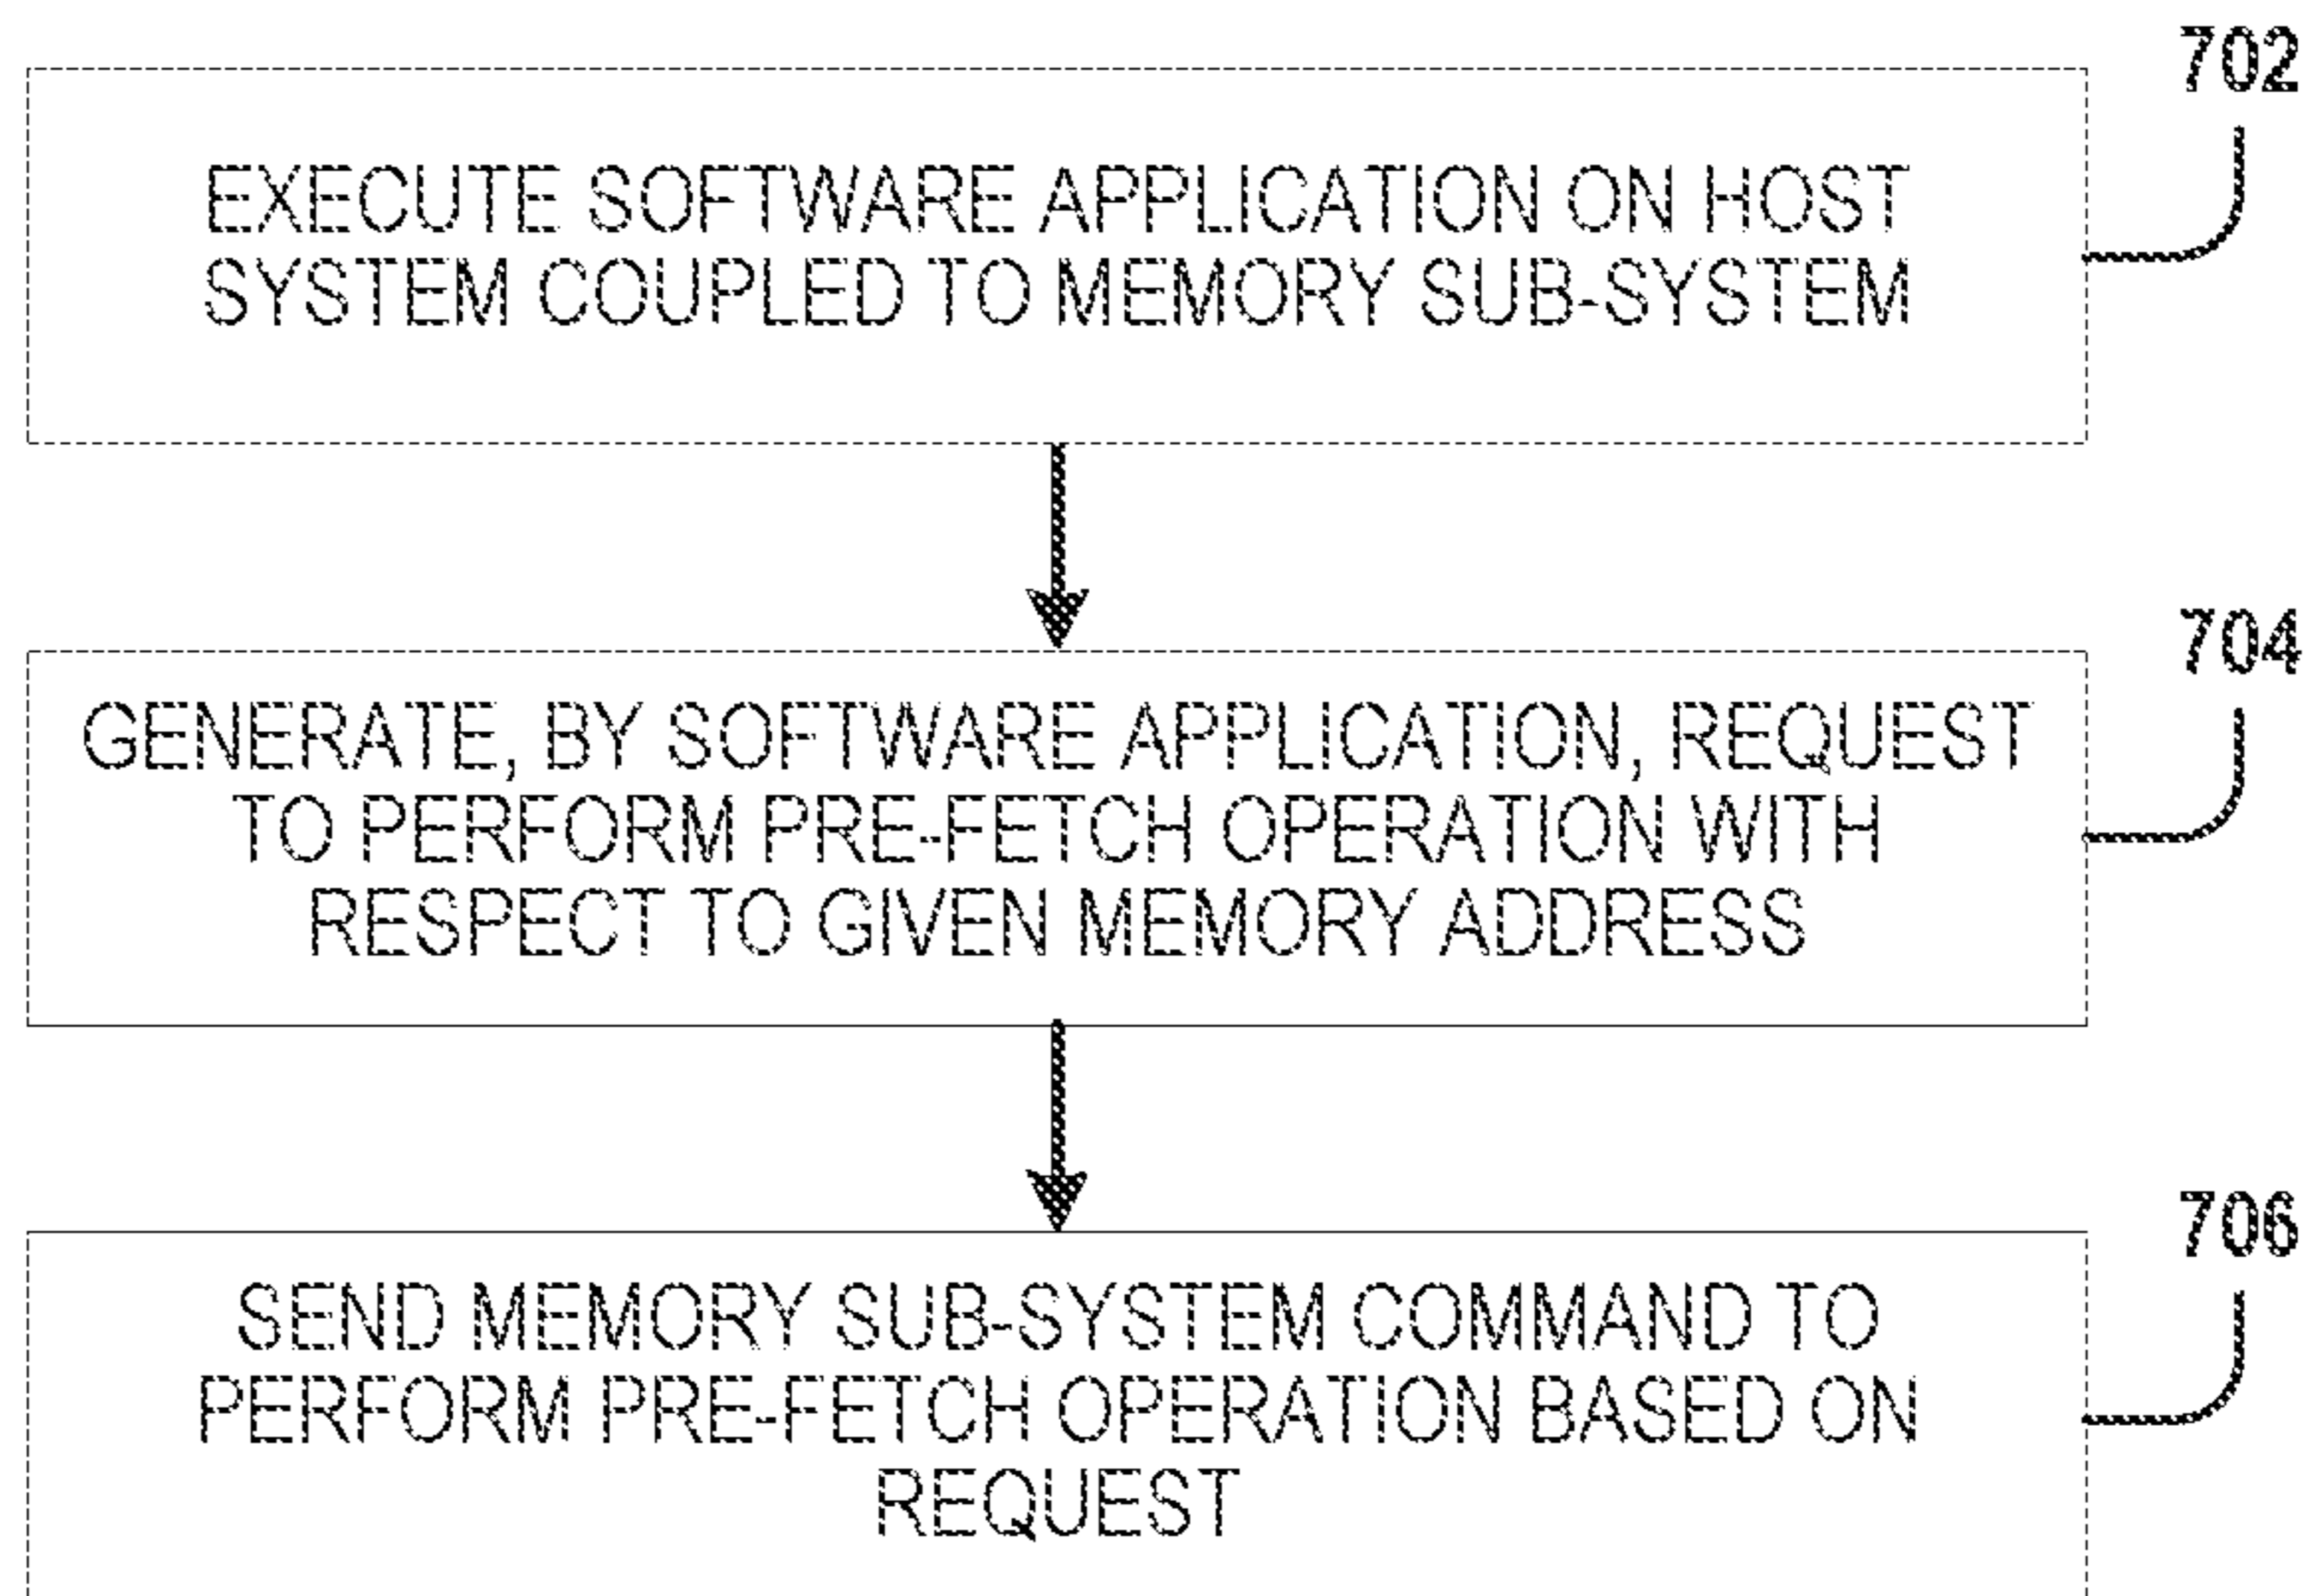 702
EXECUTE SOFTWARE APPLICATION ON HOST
SYSTEM COUPLED TO MEMORY SUB-SYSTEM
704
GENERATE, BY SOFTWARE APPLICATION, REQUEST
TO PERFORM PRE-FETCH OPERATION WITH
RESPECT TO GIVEN MEMORY ADDRESS
706
SEND MEMORY SUB-SYSTEM COMMAND TO
PERFORM PRE-FETCH OPERATION BASED ON
REQUEST